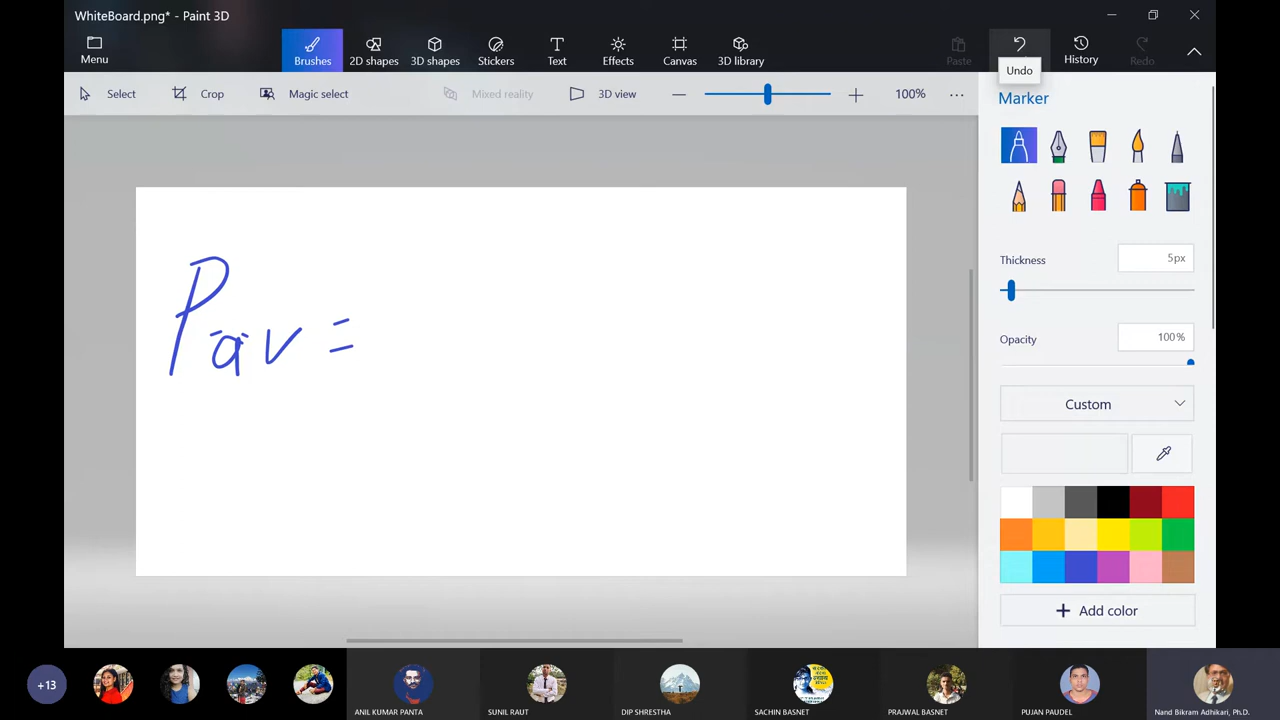 WhiteBoard.png* - Paint 3D
Menu
Brushes
2D shapes
3D shapes
Stickers
Text
Effects
Canvas
3D library
Paste
Undo
History
Redo
Select
Crop
Magic select
Mixed reality
3D view
100%
Marker
Thickness
5px
Opacity
100%
Custom
Add color
Pav =
+13
ANIL KUMAR PANTA
SUNIL RAUT
DIP SHRESTHA
SACHIN BASNET
PRAJWAL BASNET
PUJAN PAUDEL
Nand Bikram Adhikari, Ph.D.